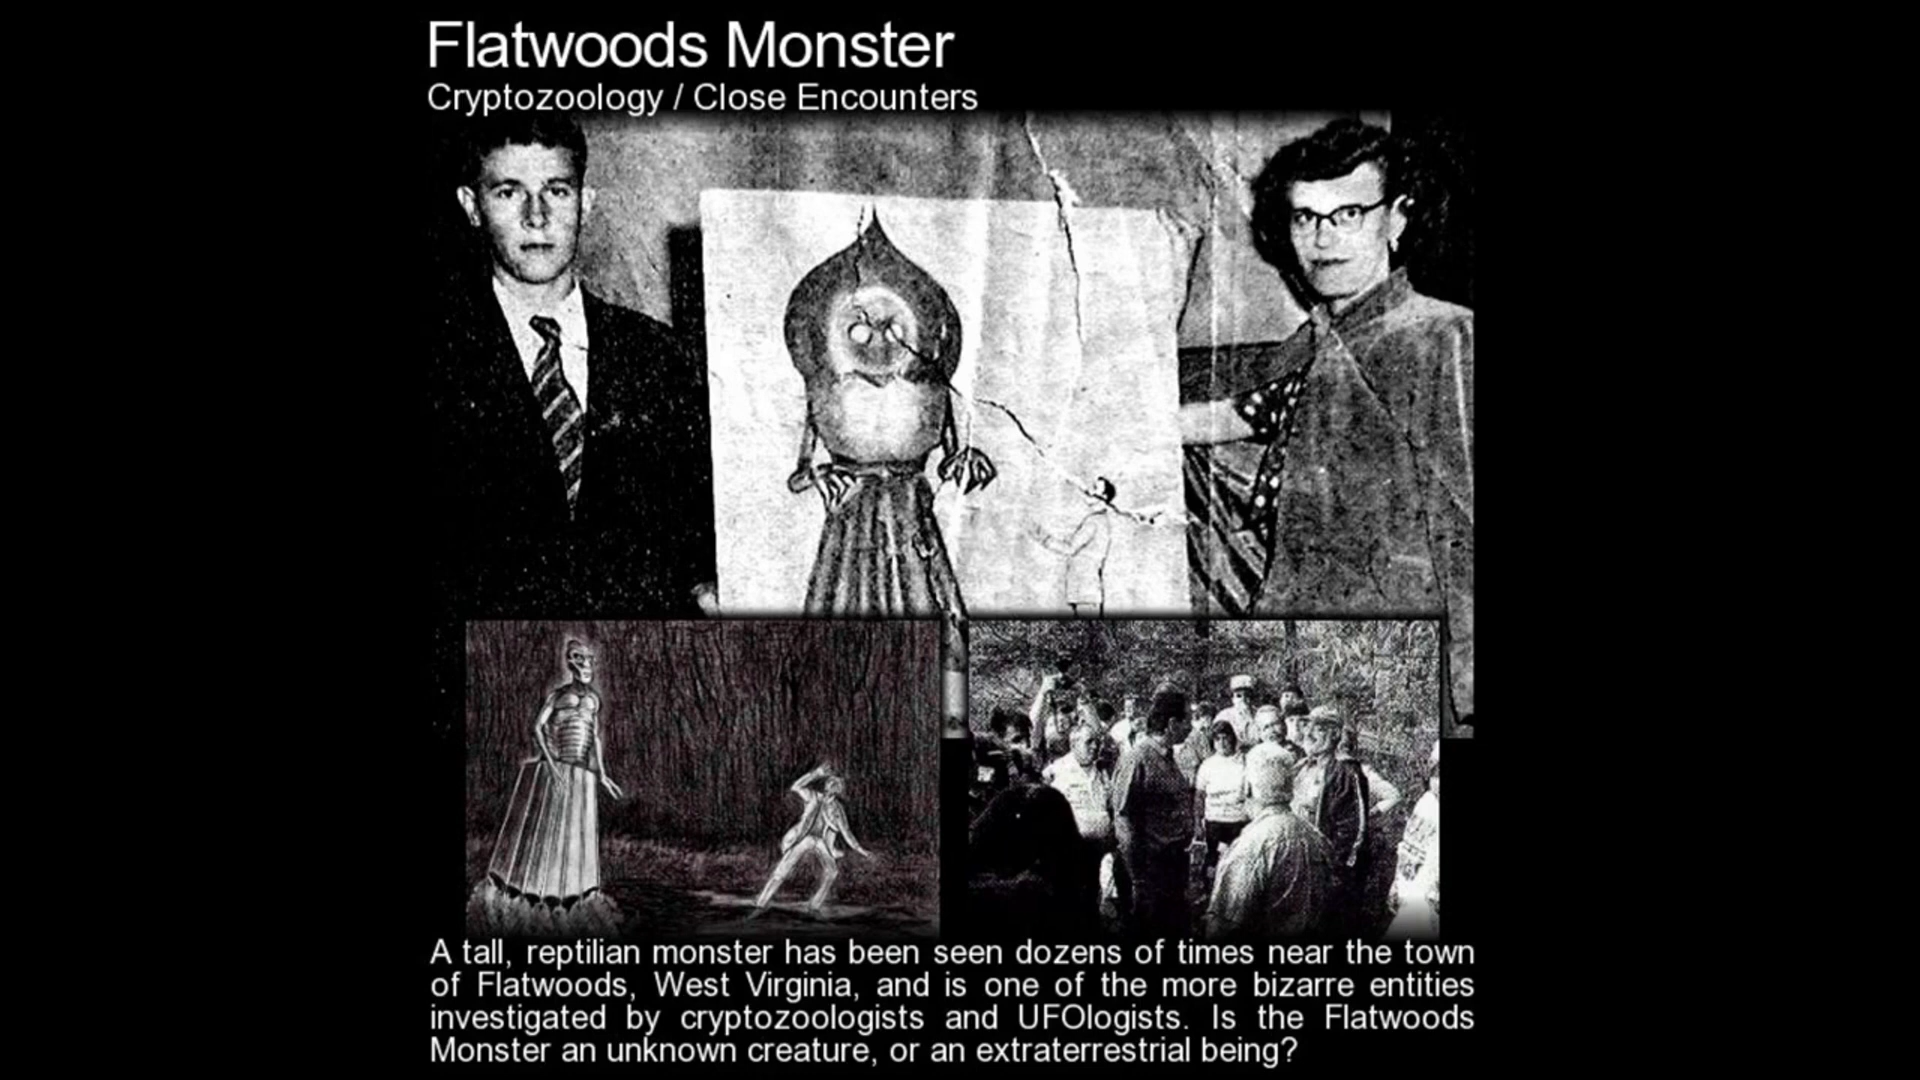 Flatwoods Monster
Cryptozoology / Close Encounters
A tall, reptilian monster has been seen dozens of times near the town
of Flatwoods, West Virginia, and is one of the more bizarre entities
investigated by cryptozoologists and UFOlogists. Is the Flatwoods
Monster an unknown creature, or an extraterrestrial being?